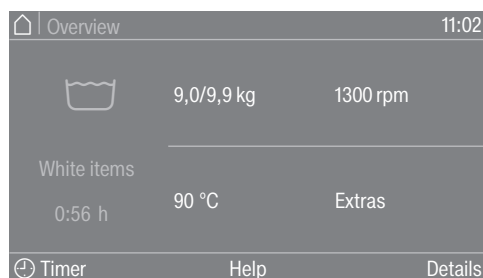 Overview 11:02
9,0/9,9 kg 1300 rpm
White items
0:56 h
90 °C Extras
Timer Help Details